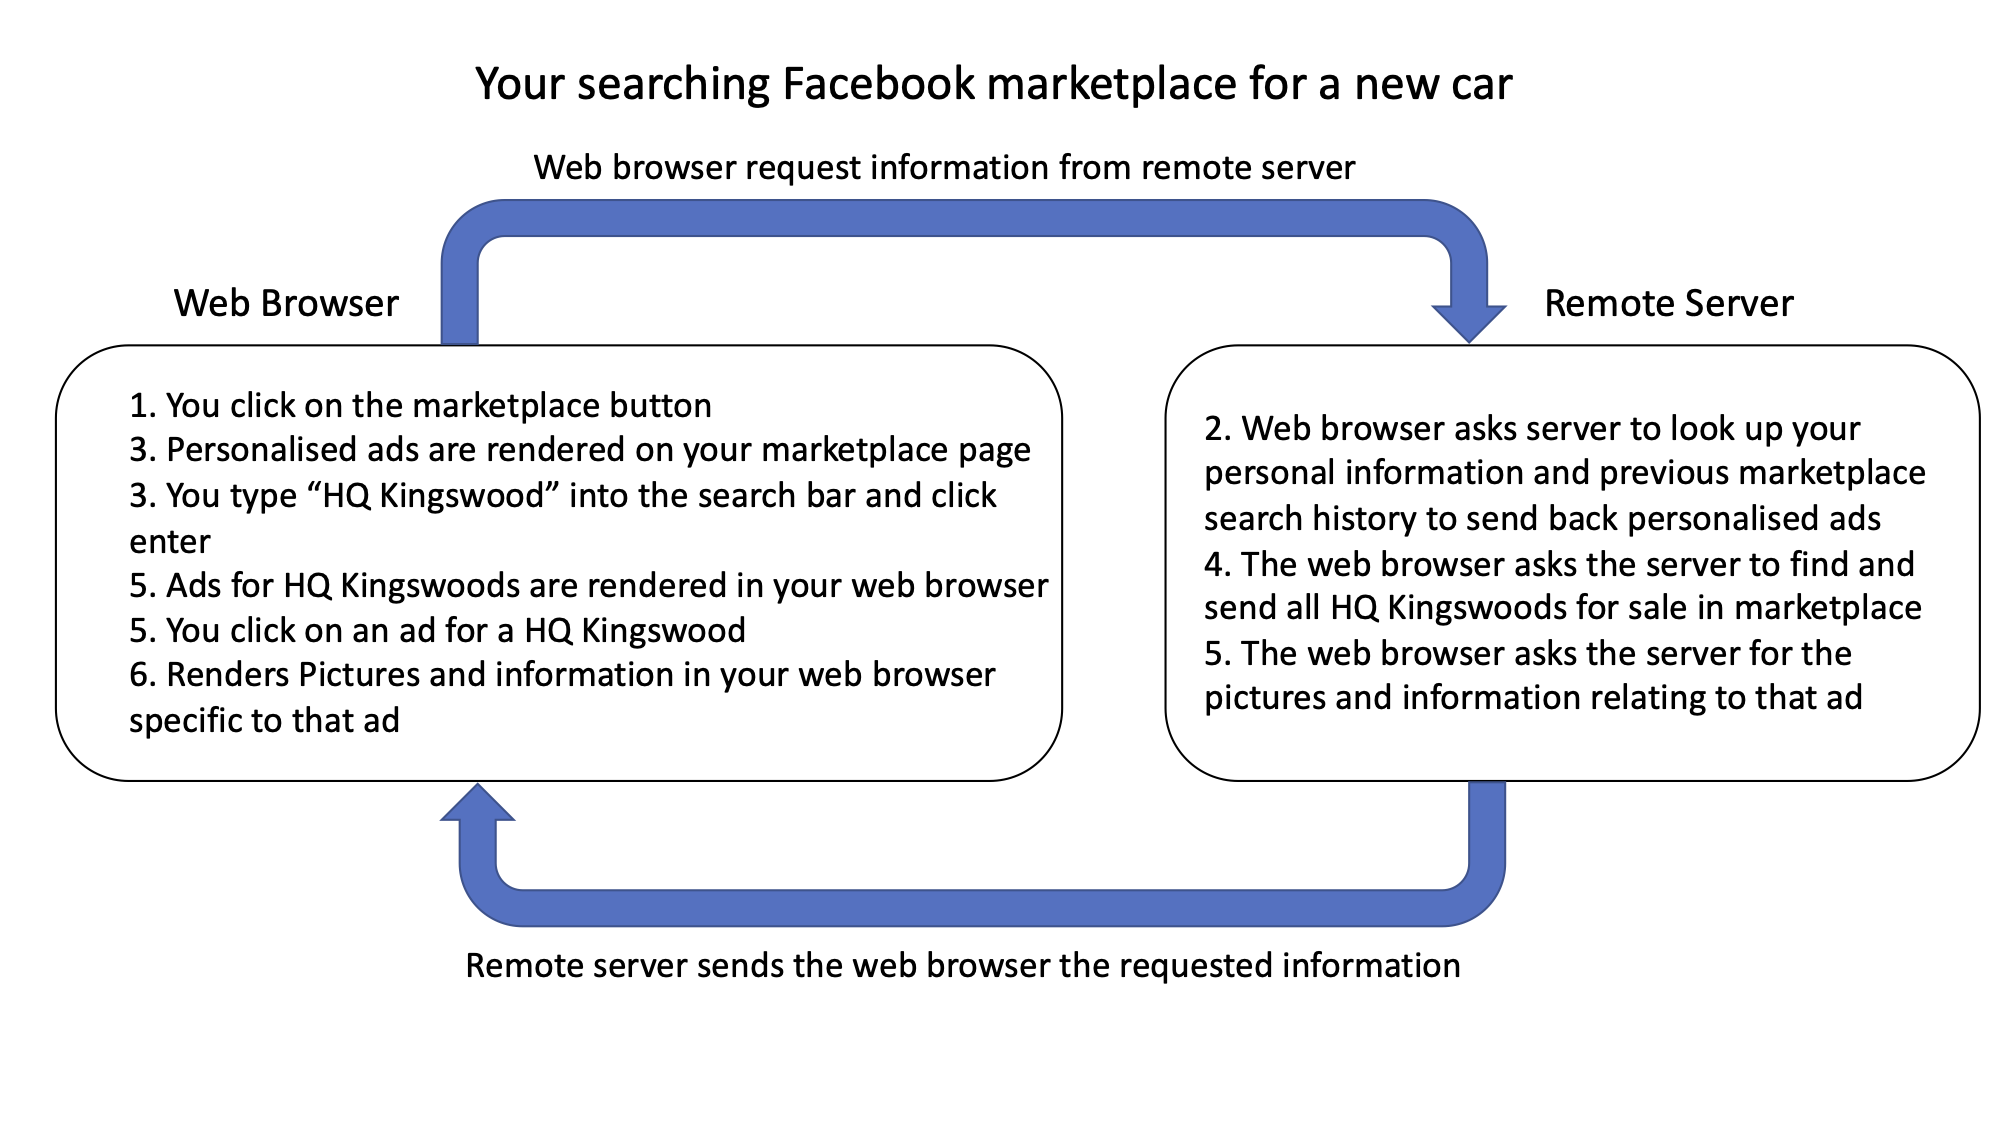 Your searching Facebook marketplace for a new car
Web browser request information from remote server
Web Browser
Remote Server
1. You click on the marketplace button
3. Personalised ads are rendered on your marketplace page
3. You type “HQ Kingswood” into the search bar and click
enter
5. Ads for HQ Kingswoods are rendered in your web browser
5. You click on an ad for a HQ Kingswood
6. Renders Pictures and information in your web browser
specific to that ad
2. Web browser asks server to look up your
personal information and previous marketplace
search history to send back personalised ads
4. The web browser asks the server to find and
send all HQ Kingswoods for sale in marketplace
5. The web browser asks the server for the
pictures and information relating to that ad
Remote server sends the web browser the requested information